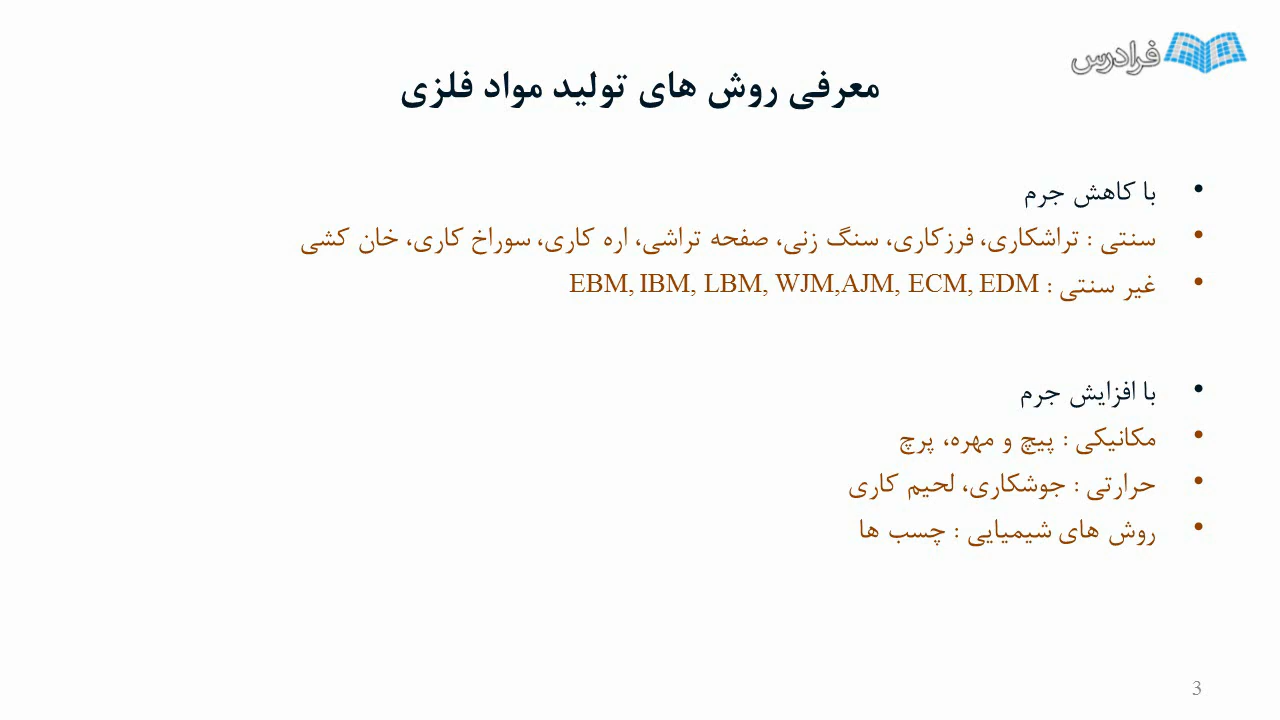 فرادرس
معرفی روش های تولید مواد فلزی
• با کاهش جرم
• سنتی : تراشکاری، فرزکاری، سنگ زنی، صفحه تراشی، اره کاری، سوراخ کاری، خان کشی
• غیر سنتی : EBM, IBM, LBM, WJM,AJM, ECM, EDM
• با افزایش جرم
• مکانیکی : پیچ و مهره، پرچ
• حرارتی : جوشکاری، لحیم کاری
• روش های شیمیایی : چسب ها
3